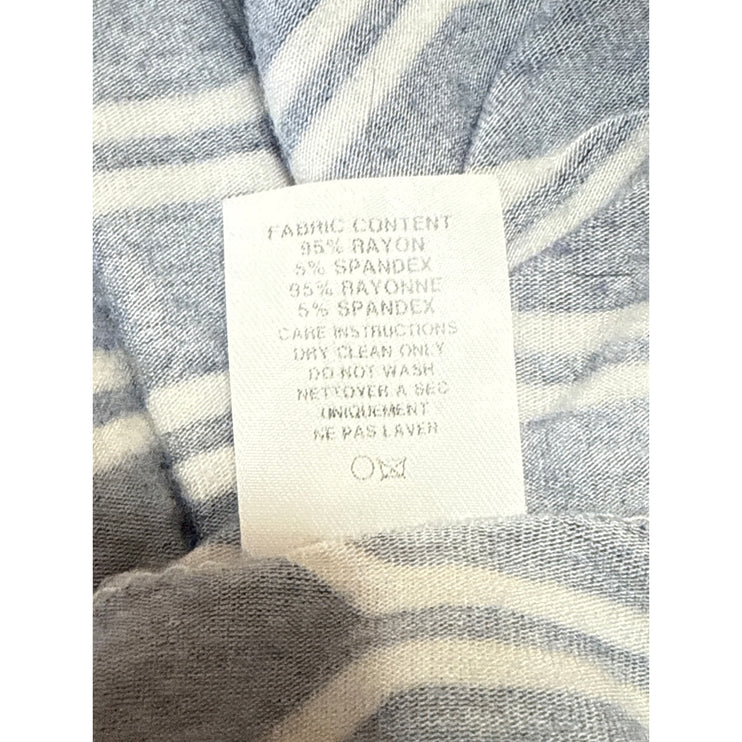 FABRIC CONTENT
95% RAYON
5% SPANDEX
95% RAYONNE
5% SPANDEX
CARE INSTRUCTIONS
DRY CLEAN ONLY
DO NOT WASH
NETTOYER A SEC
UNIQUEMENT
NE PAS LAVER